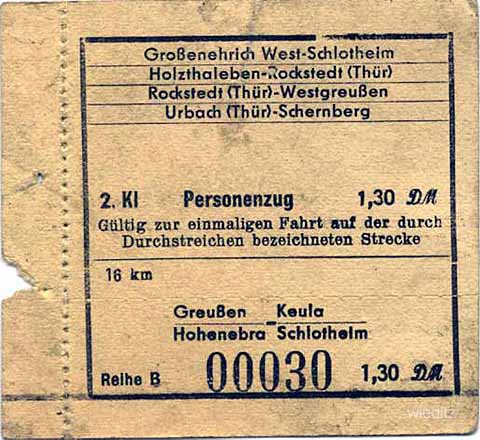 Großenehrich West-Schlotheim
Holzthaleben-Rockstedt (Thür)
Rockstedt (Thür)-Westgreußen
Urbach (Thür)-Schernberg
2. Kl Personenzug 1,30 DM
Gültig zur einmaligen Fahrt auf der durch
Durchstreichen bezeichneten Strecke
16 km
Greußen - Keula
Hohenebra Schlotheim
Reihe B 00030 1,30 DM